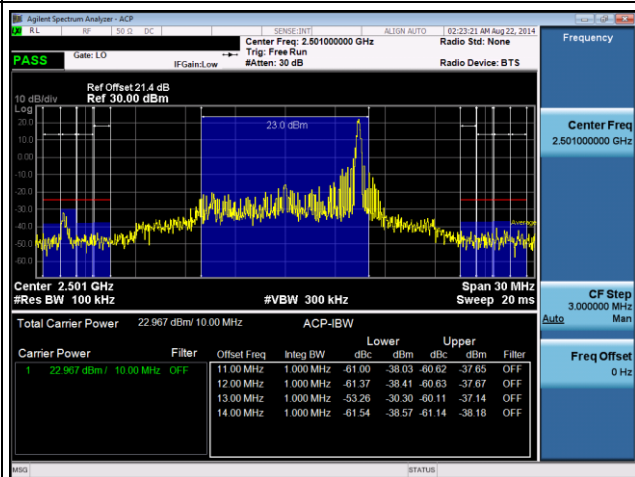 Agilent Spectrum Analyzer - ACP
RL RF 50 Ω DC SENSE:INT ALIGN AUTO 02:23:21 AM Aug 22, 2014
Center Freq: 2.501000000 GHz Radio Std: None
Trig: Free Run
PASS Gate: LO IFGain:Low #Atten: 30 dB Radio Device: BTS
Ref Offset 21.4 dB
10 dB/div Ref 30.00 dBm
Log
23.0 dBm
20.0
10.0
0.00
-10.0
-20.0
-30.0
-40.0
-50.0
-60.0
Average
Center 2.501 GHz Span 30 MHz
#Res BW 100 kHz #VBW 300 kHz Sweep 20 ms
Total Carrier Power 22.967 dBm/ 10.00 MHz ACP-IBW
Lower Upper
Carrier Power Filter Offset Freq Integ BW dBc dBm dBc dBm Filter
1 22.967 dBm / 10.00 MHz OFF 11.00 MHz 1.000 MHz -61.00 -38.03 -60.62 -37.65 OFF
12.00 MHz 1.000 MHz -61.37 -38.41 -60.63 -37.67 OFF
13.00 MHz 1.000 MHz -53.26 -30.30 -60.11 -37.14 OFF
14.00 MHz 1.000 MHz -61.54 -38.57 -61.14 -38.18 OFF
MSG STATUS
Frequency
Center Freq
2.501000000 GHz
CF Step
3.000000 MHz
Auto Man
Freq Offset
0 Hz